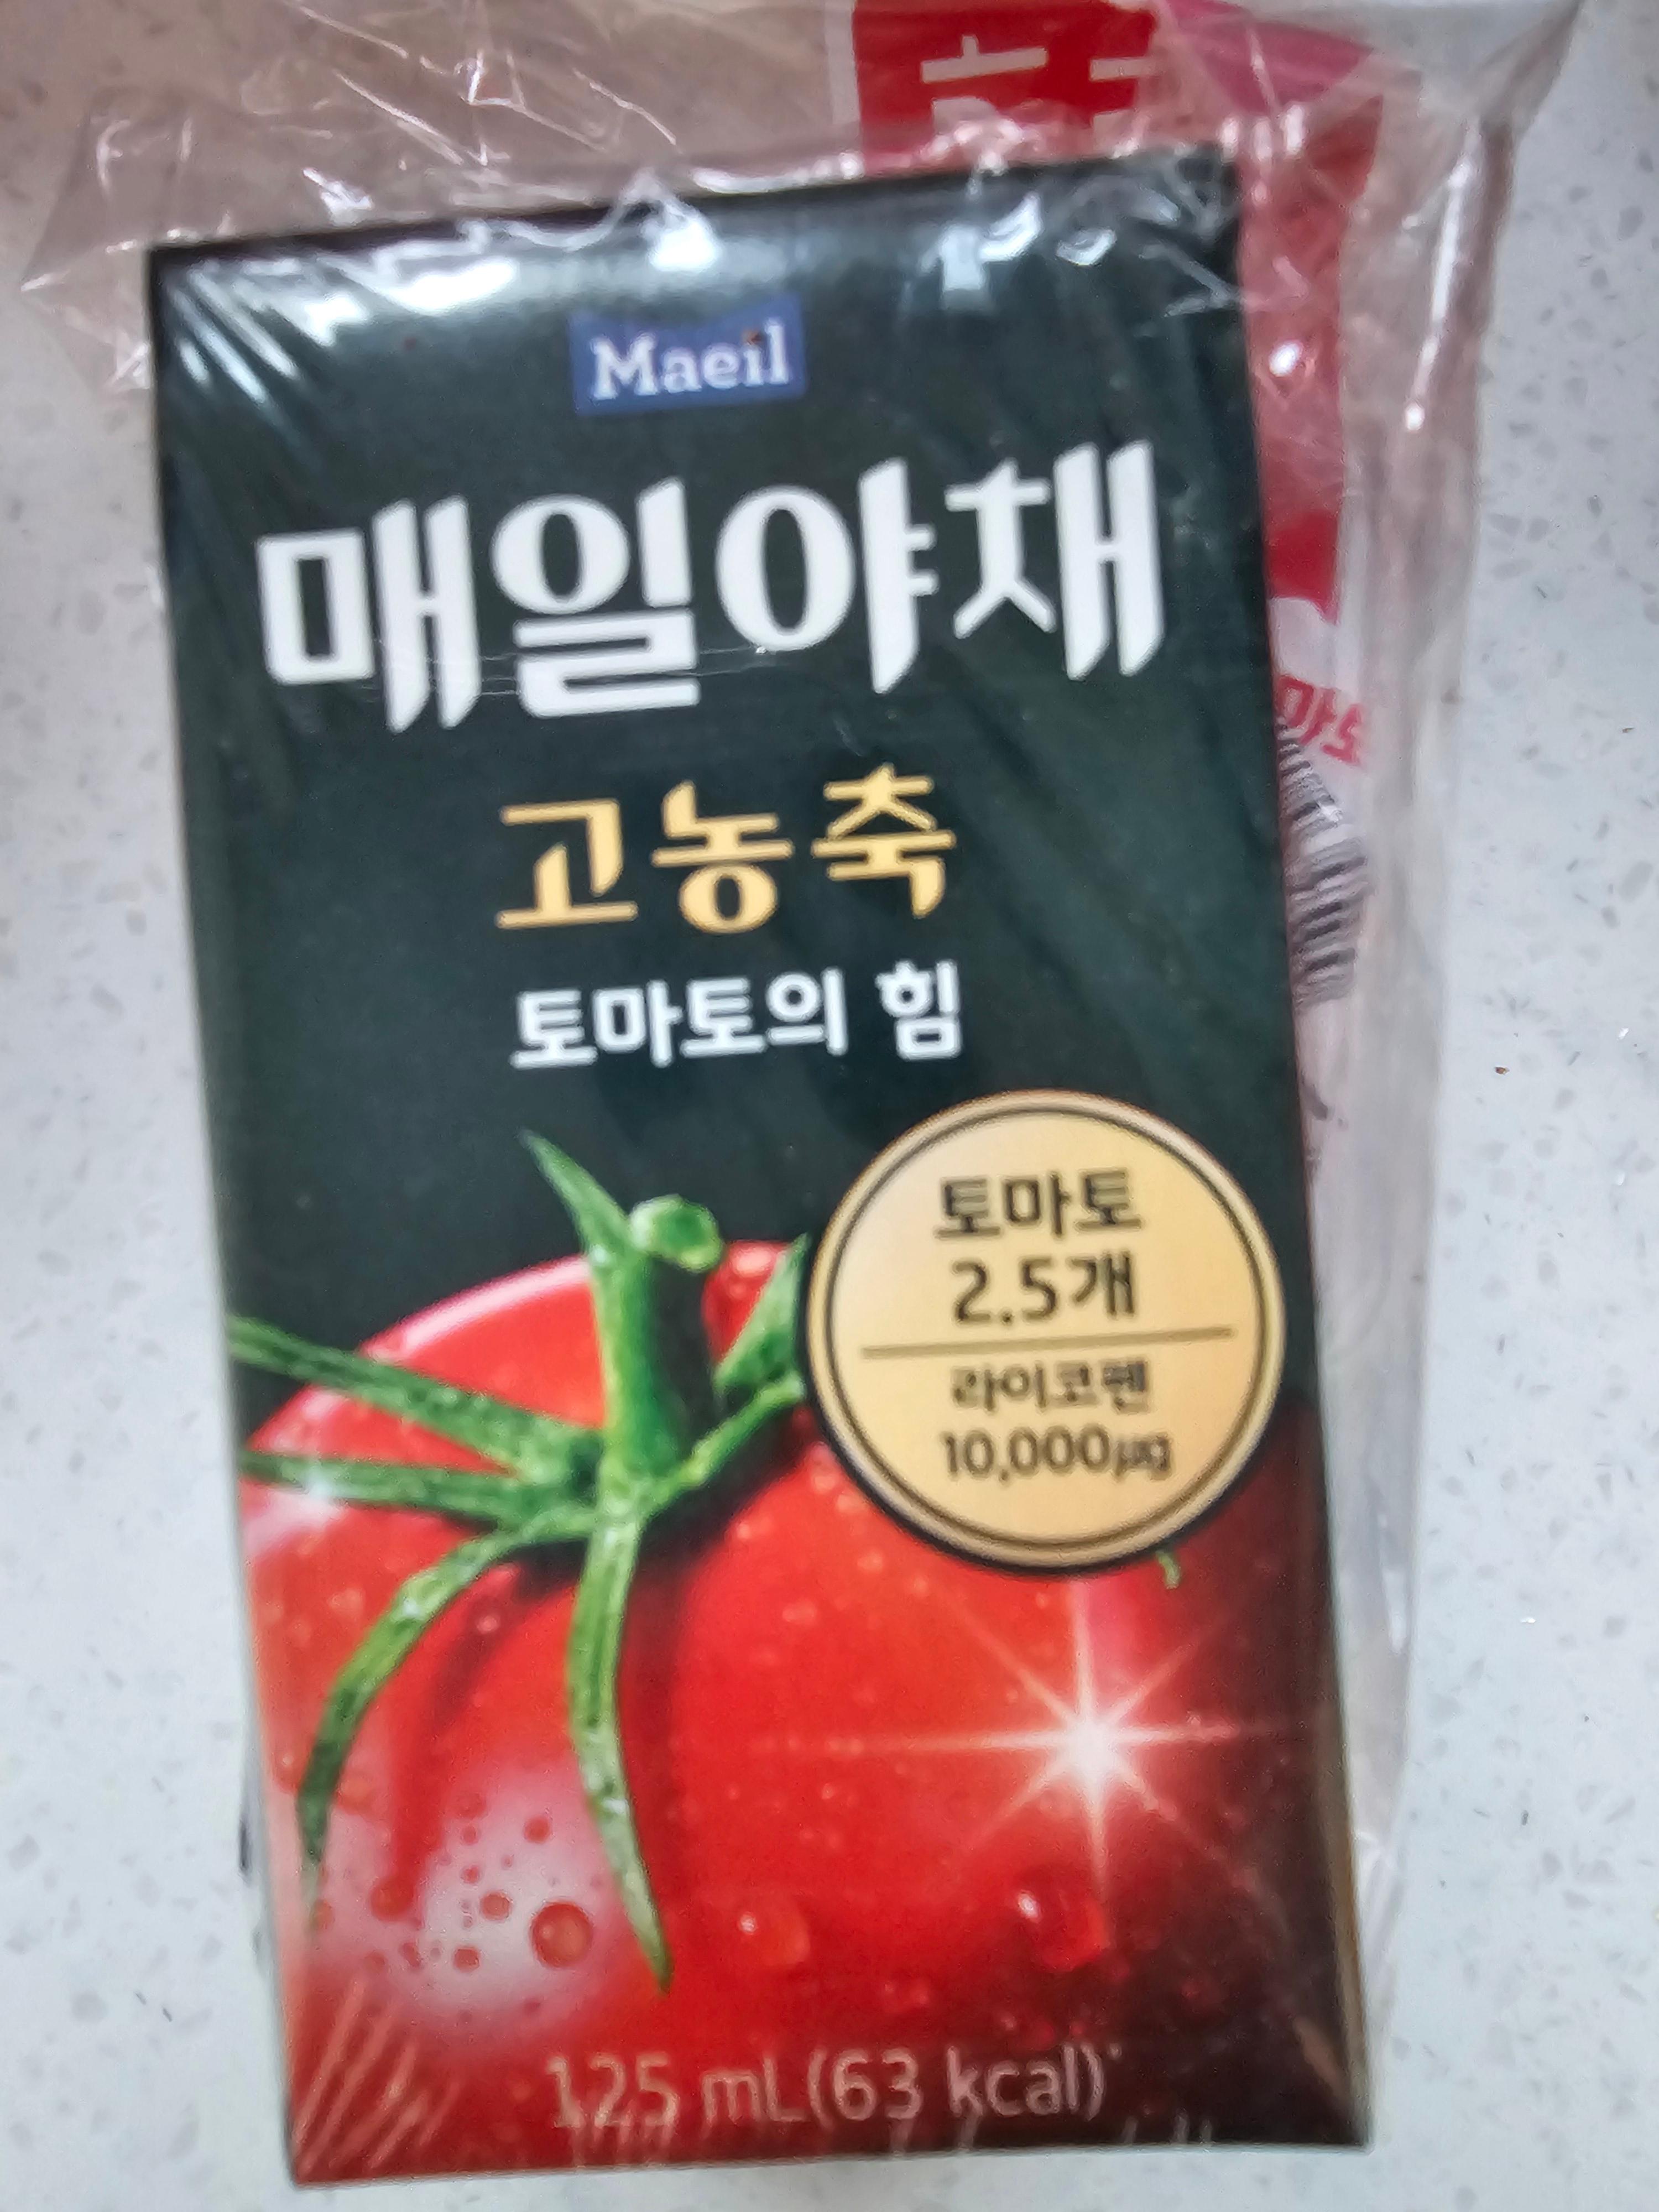 Maeil
매일야채
고농축
토마토의 힘
토마토
2.5개
라이코펜
10,000μg
125 mL(63 kcal)